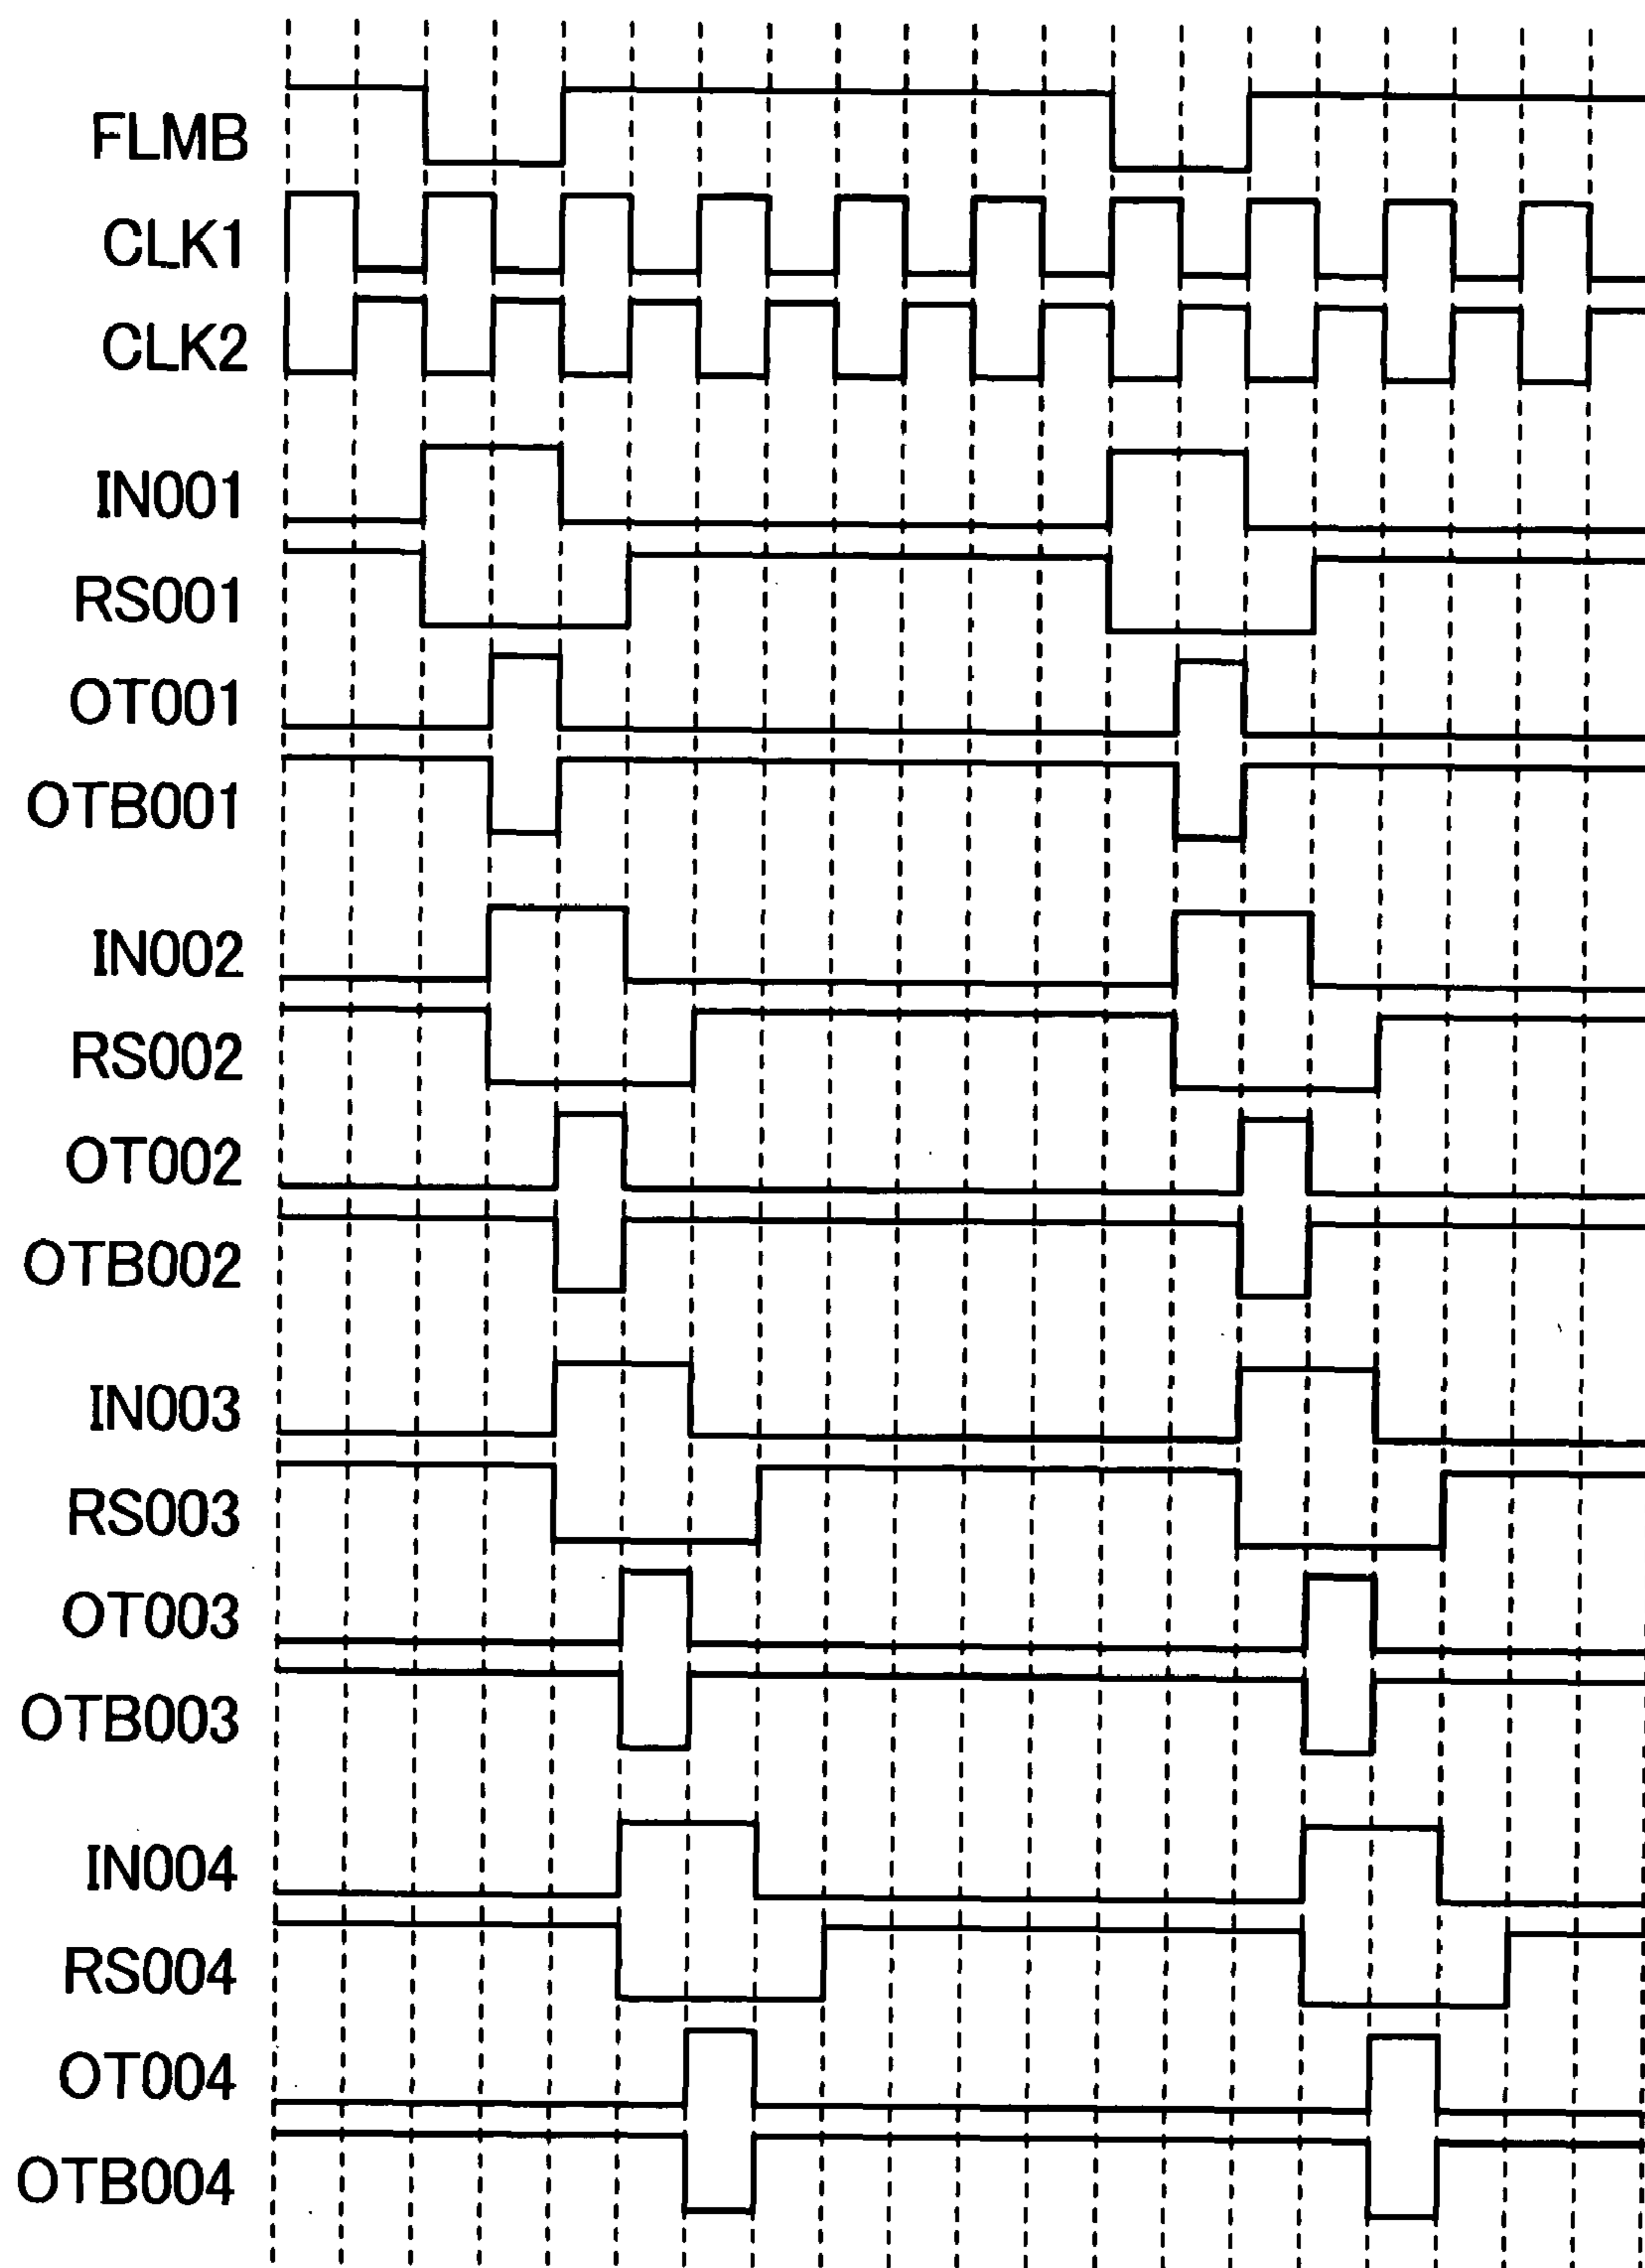 FLMB
CLK1
CLK2
IN001
RS001
OT001
OTB001
IN002
RS002
OT002
OTB002
IN003
RS003
OT003
OTB003
IN004
RS004
OT004
OTB004